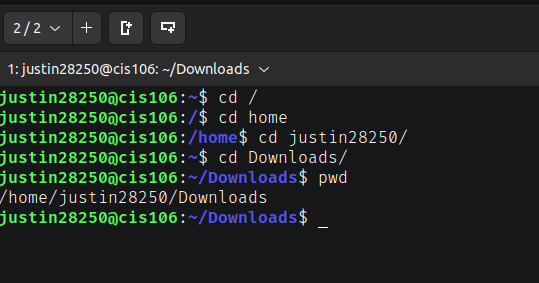 2 / 2
1: justin28250@cis106: ~/Downloads
justin28250@cis106:~$ cd /
justin28250@cis106:/$ cd home
justin28250@cis106:/home$ cd justin28250/
justin28250@cis106:~$ cd Downloads/
justin28250@cis106:~/Downloads$ pwd
/home/justin28250/Downloads
justin28250@cis106:~/Downloads$ _